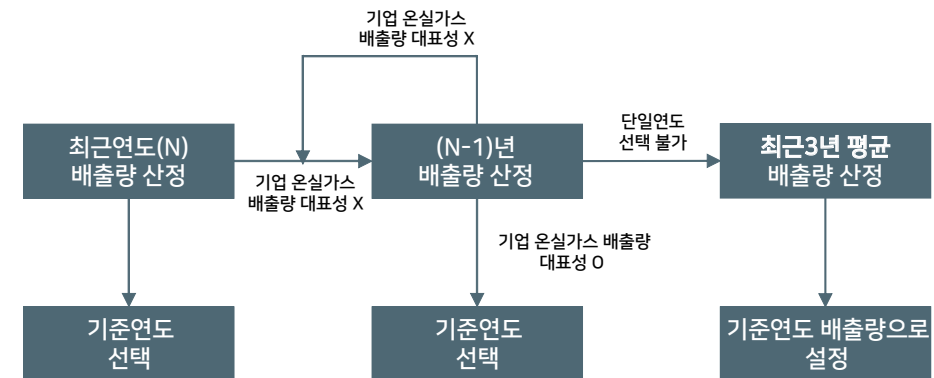 기업 온실가스
배출량 대표성 X
최근연도(N)
배출량 산정
기업 온실가스
배출량 대표성 X
(N-1)년
배출량 산정
단일연도
선택 불가
최근3년 평균
배출량 산정
기업 온실가스 배출량
대표성 O
기준연도
선택
기준연도
선택
기준연도 배출량으로
설정